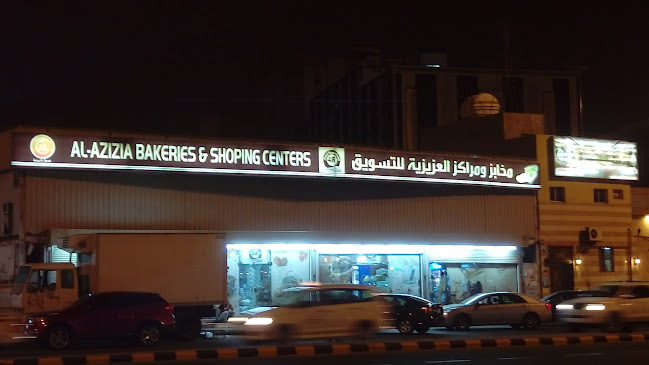 AL-AZIZIA BAKERIES & SHOPING CENTERS
مخابز ومراكز العزيزية للتسويق